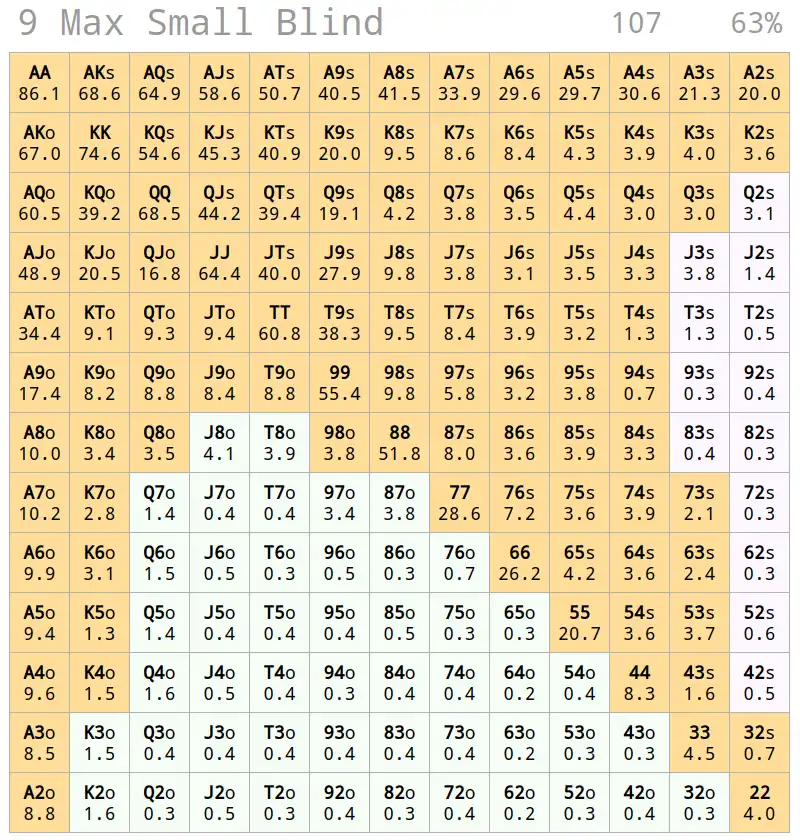 9 Max Small Blind 107 63%
AA AKs AQs AJs ATs A9s A8s A7s A6s A5s A4s A3s A2s
86.1 68.6 64.9 58.6 50.7 40.5 41.5 33.9 29.6 29.7 30.6 21.3 20.0
AKo KK KQs KJs KTs K9s K8s K7s K6s K5s K4s K3s K2s
67.0 74.6 54.6 45.3 40.9 20.0 9.5 8.6 8.4 4.3 3.9 4.0 3.6
AQo KQo QQ QJs QTs Q9s Q8s Q7s Q6s Q5s Q4s Q3s Q2s
60.5 39.2 68.5 44.2 39.4 19.1 4.2 3.8 3.5 4.4 3.0 3.0 3.1
AJo KJo QJo JJ JTs J9s J8s J7s J6s J5s J4s J3s J2s
48.9 20.5 16.8 64.4 40.0 27.9 9.8 3.8 3.1 3.5 3.3 3.8 1.4
ATo KTo QTo JTo TT T9s T8s T7s T6s T5s T4s T3s T2s
34.4 9.1 9.3 9.4 60.8 38.3 9.5 8.4 3.9 3.2 1.3 1.3 0.5
A9o K9o Q9o J9o T9o 99 98s 97s 96s 95s 94s 93s 92s
17.4 8.2 8.8 8.4 8.8 55.4 9.8 5.8 3.2 3.8 0.7 0.3 0.4
A8o K8o Q8o J8o T8o 98o 88 87s 86s 85s 84s 83s 82s
10.0 3.4 3.5 4.1 3.9 3.8 51.8 8.0 3.6 3.9 3.3 0.4 0.3
A7o K7o Q7o J7o T7o 97o 87o 77 76s 75s 74s 73s 72s
10.2 2.8 1.4 0.4 0.4 3.4 3.8 28.6 7.2 3.6 3.9 2.1 0.3
A6o K6o Q6o J6o T6o 96o 86o 76o 66 65s 64s 63s 62s
9.9 3.1 1.5 0.5 0.3 0.5 0.3 0.7 26.2 4.2 3.6 2.4 0.3
A5o K5o Q5o J5o T5o 95o 85o 75o 65o 55 54s 53s 52s
9.4 1.3 1.4 0.4 0.4 0.4 0.5 0.3 0.3 20.7 3.6 3.7 0.6
A4o K4o Q4o J4o T4o 94o 84o 74o 64o 54o 44 43s 42s
9.6 1.5 1.6 0.5 0.4 0.3 0.4 0.4 0.2 0.4 8.3 1.6 0.5
A3o K3o Q3o J3o T3o 93o 83o 73o 63o 53o 43o 33 32s
8.5 1.5 0.4 0.4 0.4 0.4 0.4 0.4 0.2 0.3 0.3 4.5 0.7
A2o K2o Q2o J2o T2o 92o 82o 72o 62o 52o 42o 32o 22
8.8 1.6 0.3 0.5 0.3 0.4 0.3 0.4 0.2 0.3 0.4 0.3 4.0